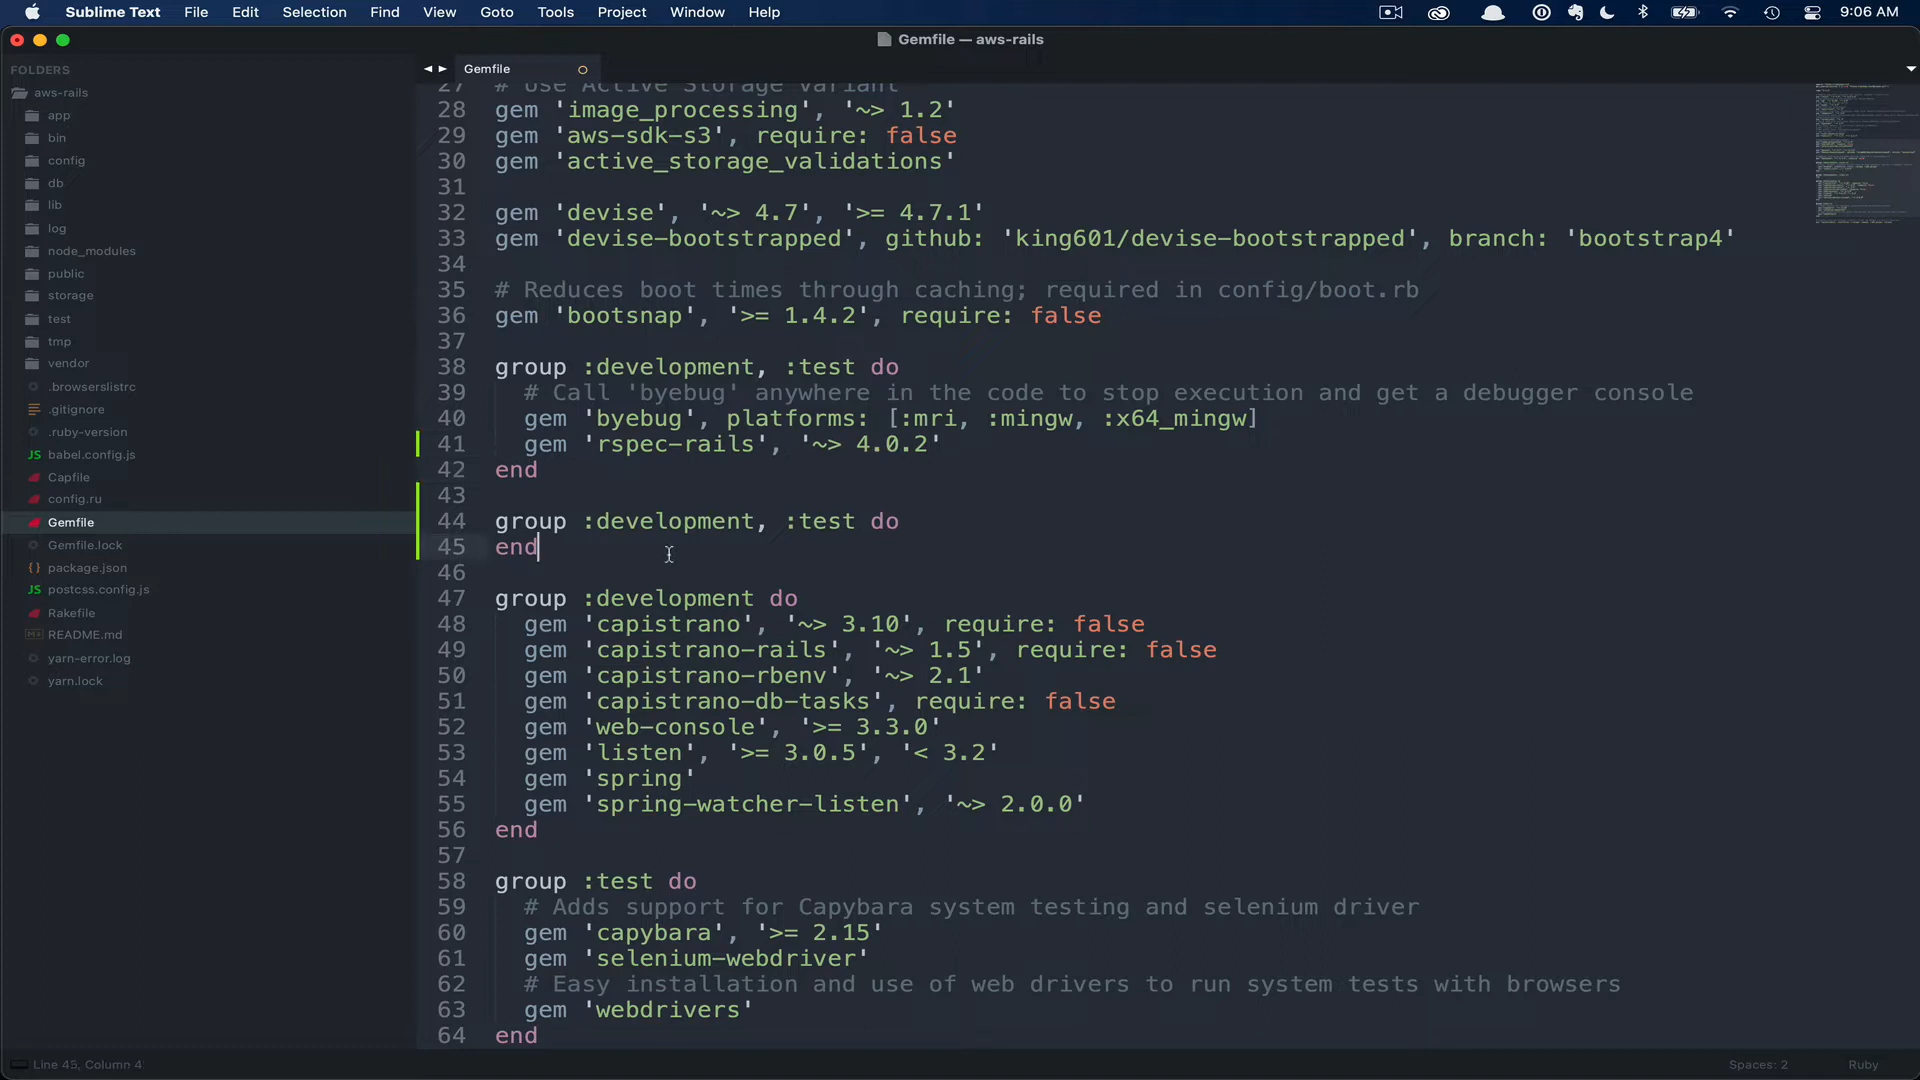 Sublime Text File Edit Selection Find View Goto Tools Project Window Help 9:06 AM
Gemfile — aws-rails
FOLDERS
aws-rails
app
bin
config
db
lib
log
node_modules
public
storage
test
tmp
vendor
.browserslistrc
.gitignore
.ruby-version
JS babel.config.js
Capfile
config.ru
Gemfile
Gemfile.lock
package.json
JS postcss.config.js
Rakefile
README.md
yarn-error.log
yarn.lock
Gemfile
27 # Use Active Storage variant
28 gem 'image_processing', '~> 1.2'
29 gem 'aws-sdk-s3', require: false
30 gem 'active_storage_validations'
31
32 gem 'devise', '~> 4.7', '>= 4.7.1'
33 gem 'devise-bootstrapped', github: 'king601/devise-bootstrapped', branch: 'bootstrap4'
34
35 # Reduces boot times through caching; required in config/boot.rb
36 gem 'bootsnap', '>= 1.4.2', require: false
37
38 group :development, :test do
39 # Call 'byebug' anywhere in the code to stop execution and get a debugger console
40 gem 'byebug', platforms: [:mri, :mingw, :x64_mingw]
41 gem 'rspec-rails', '~> 4.0.2'
42 end
43
44 group :development, :test do
45 end
46
47 group :development do
48 gem 'capistrano', '~> 3.10', require: false
49 gem 'capistrano-rails', '~> 1.5', require: false
50 gem 'capistrano-rbenv', '~> 2.1'
51 gem 'capistrano-db-tasks', require: false
52 gem 'web-console', '>= 3.3.0'
53 gem 'listen', '>= 3.0.5', '< 3.2'
54 gem 'spring'
55 gem 'spring-watcher-listen', '~> 2.0.0'
56 end
57
58 group :test do
59 # Adds support for Capybara system testing and selenium driver
60 gem 'capybara', '>= 2.15'
61 gem 'selenium-webdriver'
62 # Easy installation and use of web drivers to run system tests with browsers
63 gem 'webdrivers'
64 end
Line 45, Column 4
Spaces: 2
Ruby